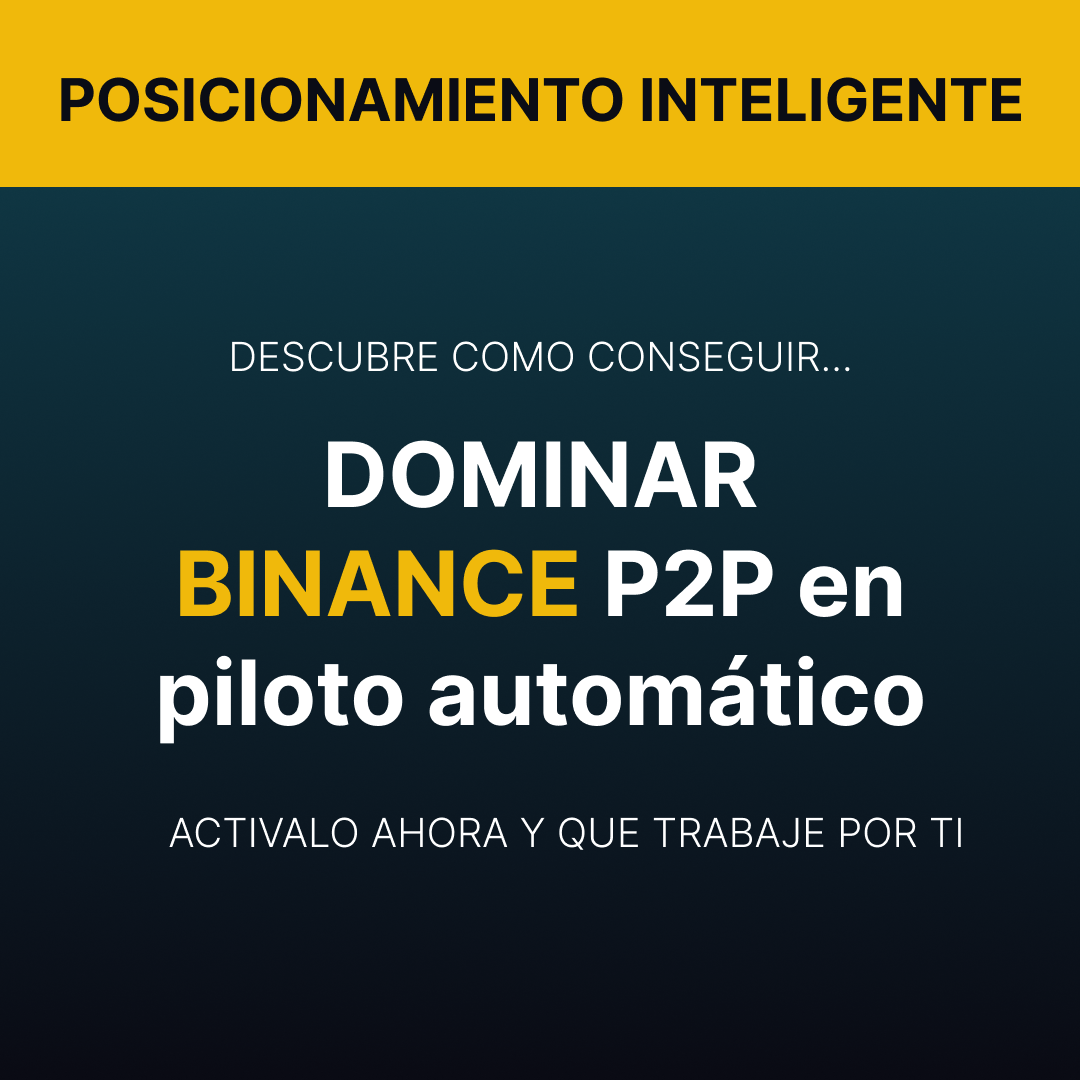 POSICIONAMIENTO INTELIGENTE
DESCUBRE COMO CONSEGUIR...
DOMINAR
BINANCE P2P en
piloto automático
ACTIVALO AHORA Y QUE TRABAJE POR TI